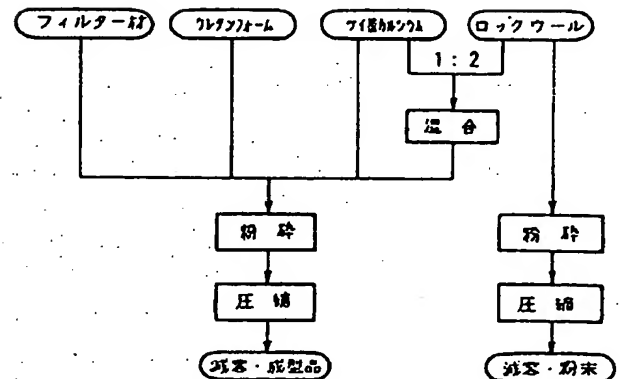 フィルター材
ウレタンフォーム
ケイ酸カルシウム
ロックウール
1：2
混合
粉砕
粉砕
圧縮
圧縮
減容・成型品
減容・粉末